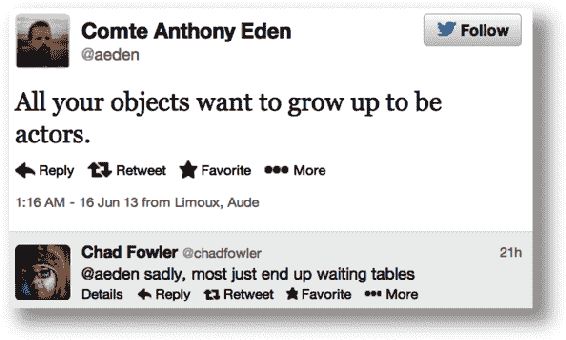 Comte Anthony Eden
Follow
@aeden
All your objects want to grow up to be
actors.
Reply Retweet Favorite More
1:16 AM - 16 Jun 13 from Limoux, Aude
Chad Fowler @chadfowler 21h
@aeden sadly, most just end up waiting tables
Details Reply Retweet Favorite More